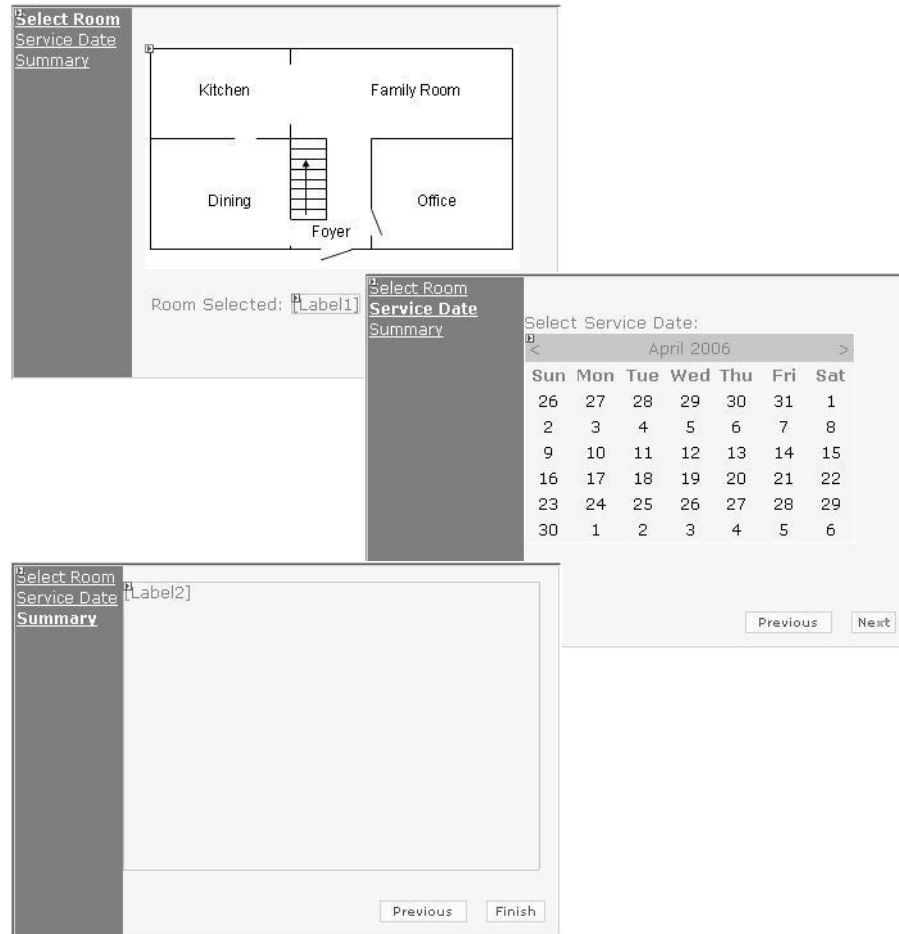 Select Room
Service Date
Summary
Kitchen Family Room
Dining Office
Foyer
Room Selected: [Label1]
Select Room
Service Date
Summary
Select Service Date:
< April 2006 >
Sun Mon Tue Wed Thu Fri Sat
26 27 28 29 30 31 1
2 3 4 5 6 7 8
9 10 11 12 13 14 15
16 17 18 19 20 21 22
23 24 25 26 27 28 29
30 1 2 3 4 5 6
Previous Next
Select Room
Service Date
Summary
[Label2]
Previous Finish